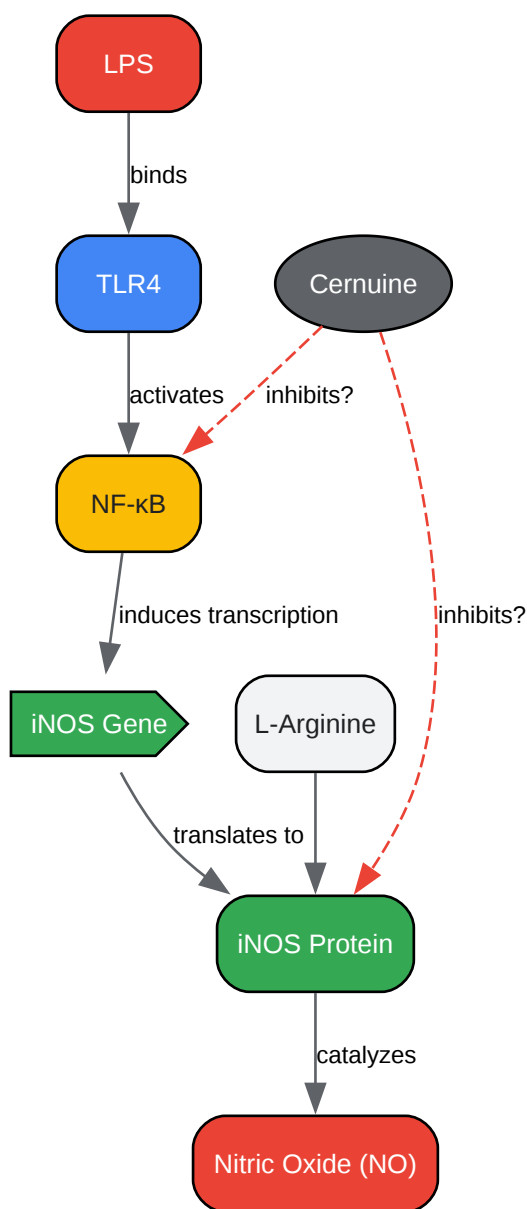 LPS
binds
TLR4
Cernuine
activates
inhibits?
NF-κB
induces transcription
inhibits?
iNOS Gene
L-Arginine
translates to
iNOS Protein
catalyzes
Nitric Oxide (NO)